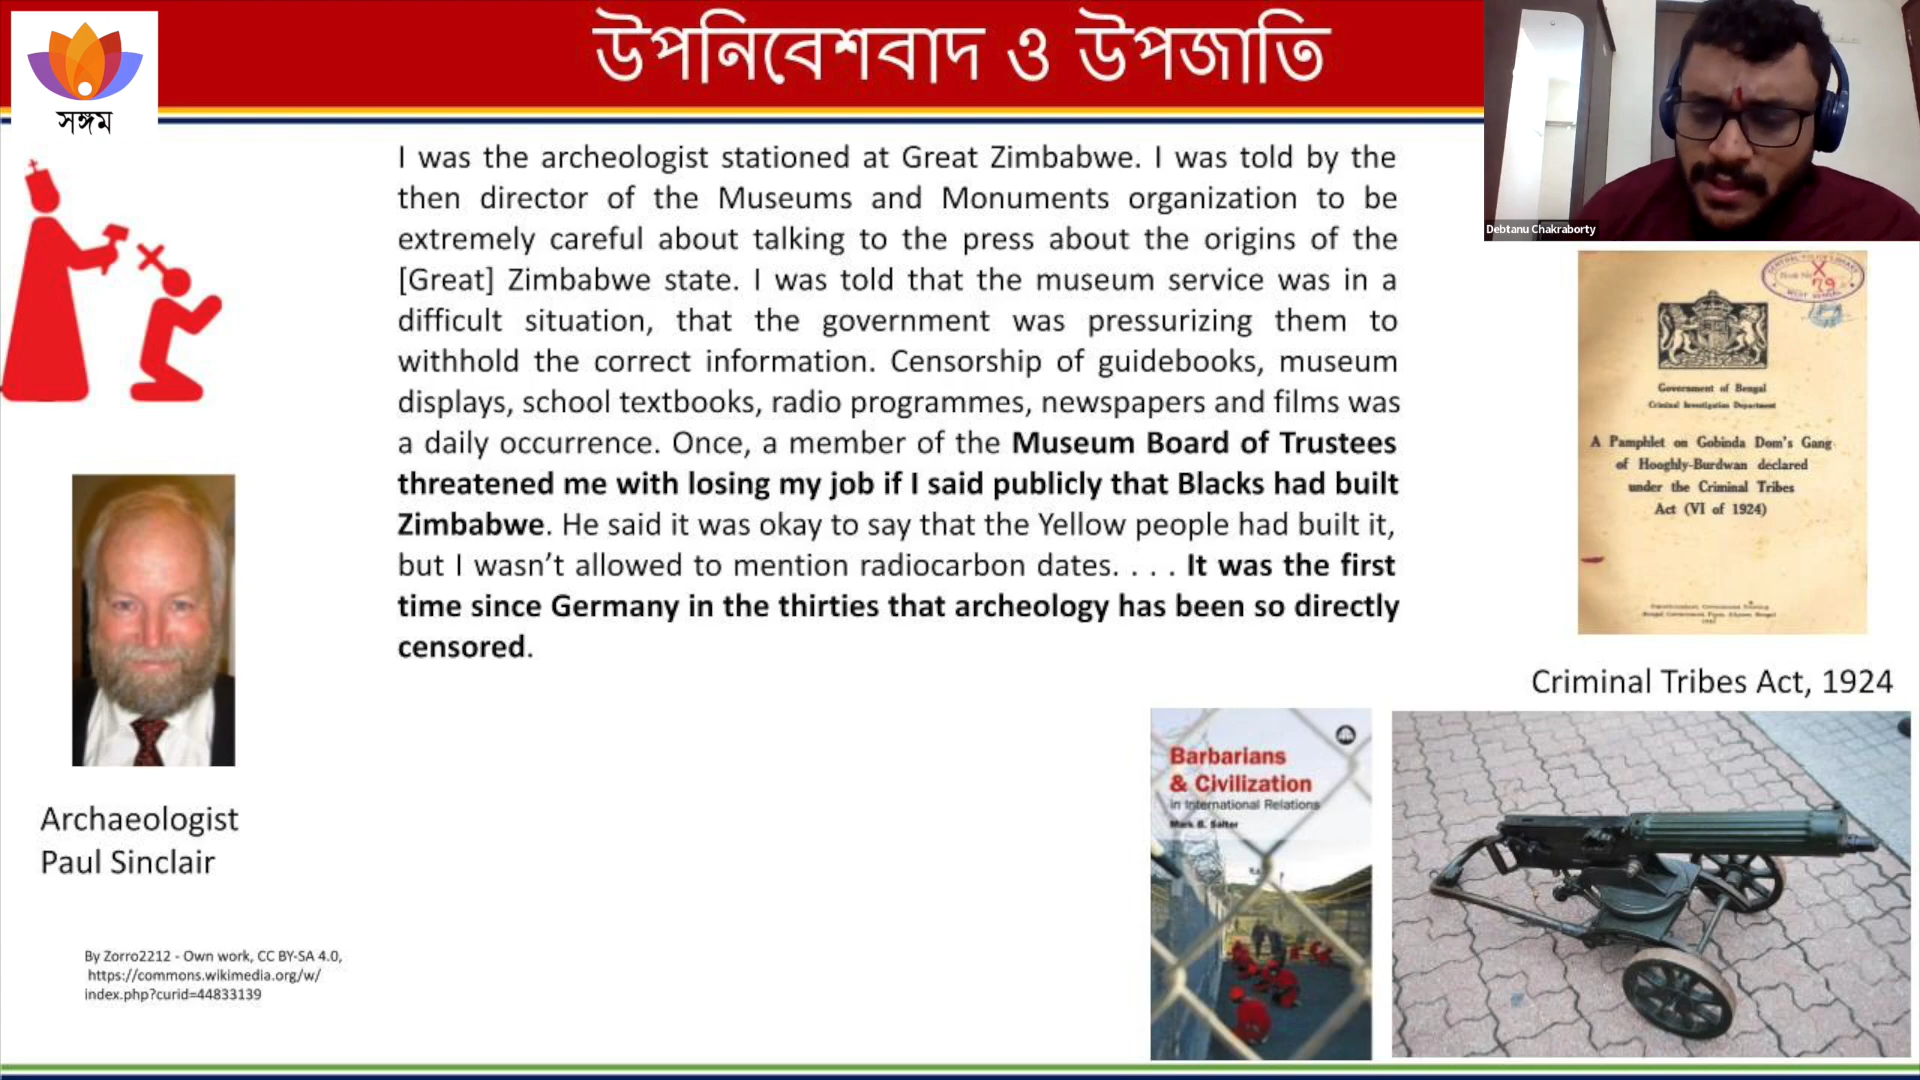 উপনিবেশবাদ ও উপজাতি
সঙ্গম
I was the archeologist stationed at Great Zimbabwe. I was told by the
then director of the Museums and Monuments organization to be
extremely careful about talking to the press about the origins of the
[Great] Zimbabwe state. I was told that the museum service was in a
difficult situation, that the government was pressurizing them to
withhold the correct information. Censorship of guidebooks, museum
displays, school textbooks, radio programmes, newspapers and films was
a daily occurrence. Once, a member of the Museum Board of Trustees
threatened me with losing my job if I said publicly that Blacks had built
Zimbabwe. He said it was okay to say that the Yellow people had built it,
but I wasn’t allowed to mention radiocarbon dates. . . . It was the first
time since Germany in the thirties that archeology has been so directly
censored.
Archaeologist
Paul Sinclair
By Zorro2212 - Own work, CC BY-SA 4.0,
https://commons.wikimedia.org/w/
index.php?curid=44833139
Debtanu Chakraborty
X
79
Government of Bengal
Criminal Investigation Department
A Pamphlet on Gobinda Dom's Gang
of Hooghly-Burdwan declared
under the Criminal Tribes
Act (VI of 1924)
Criminal Tribes Act, 1924
Barbarians
& Civilization
in International Relations
Mark B. Salter